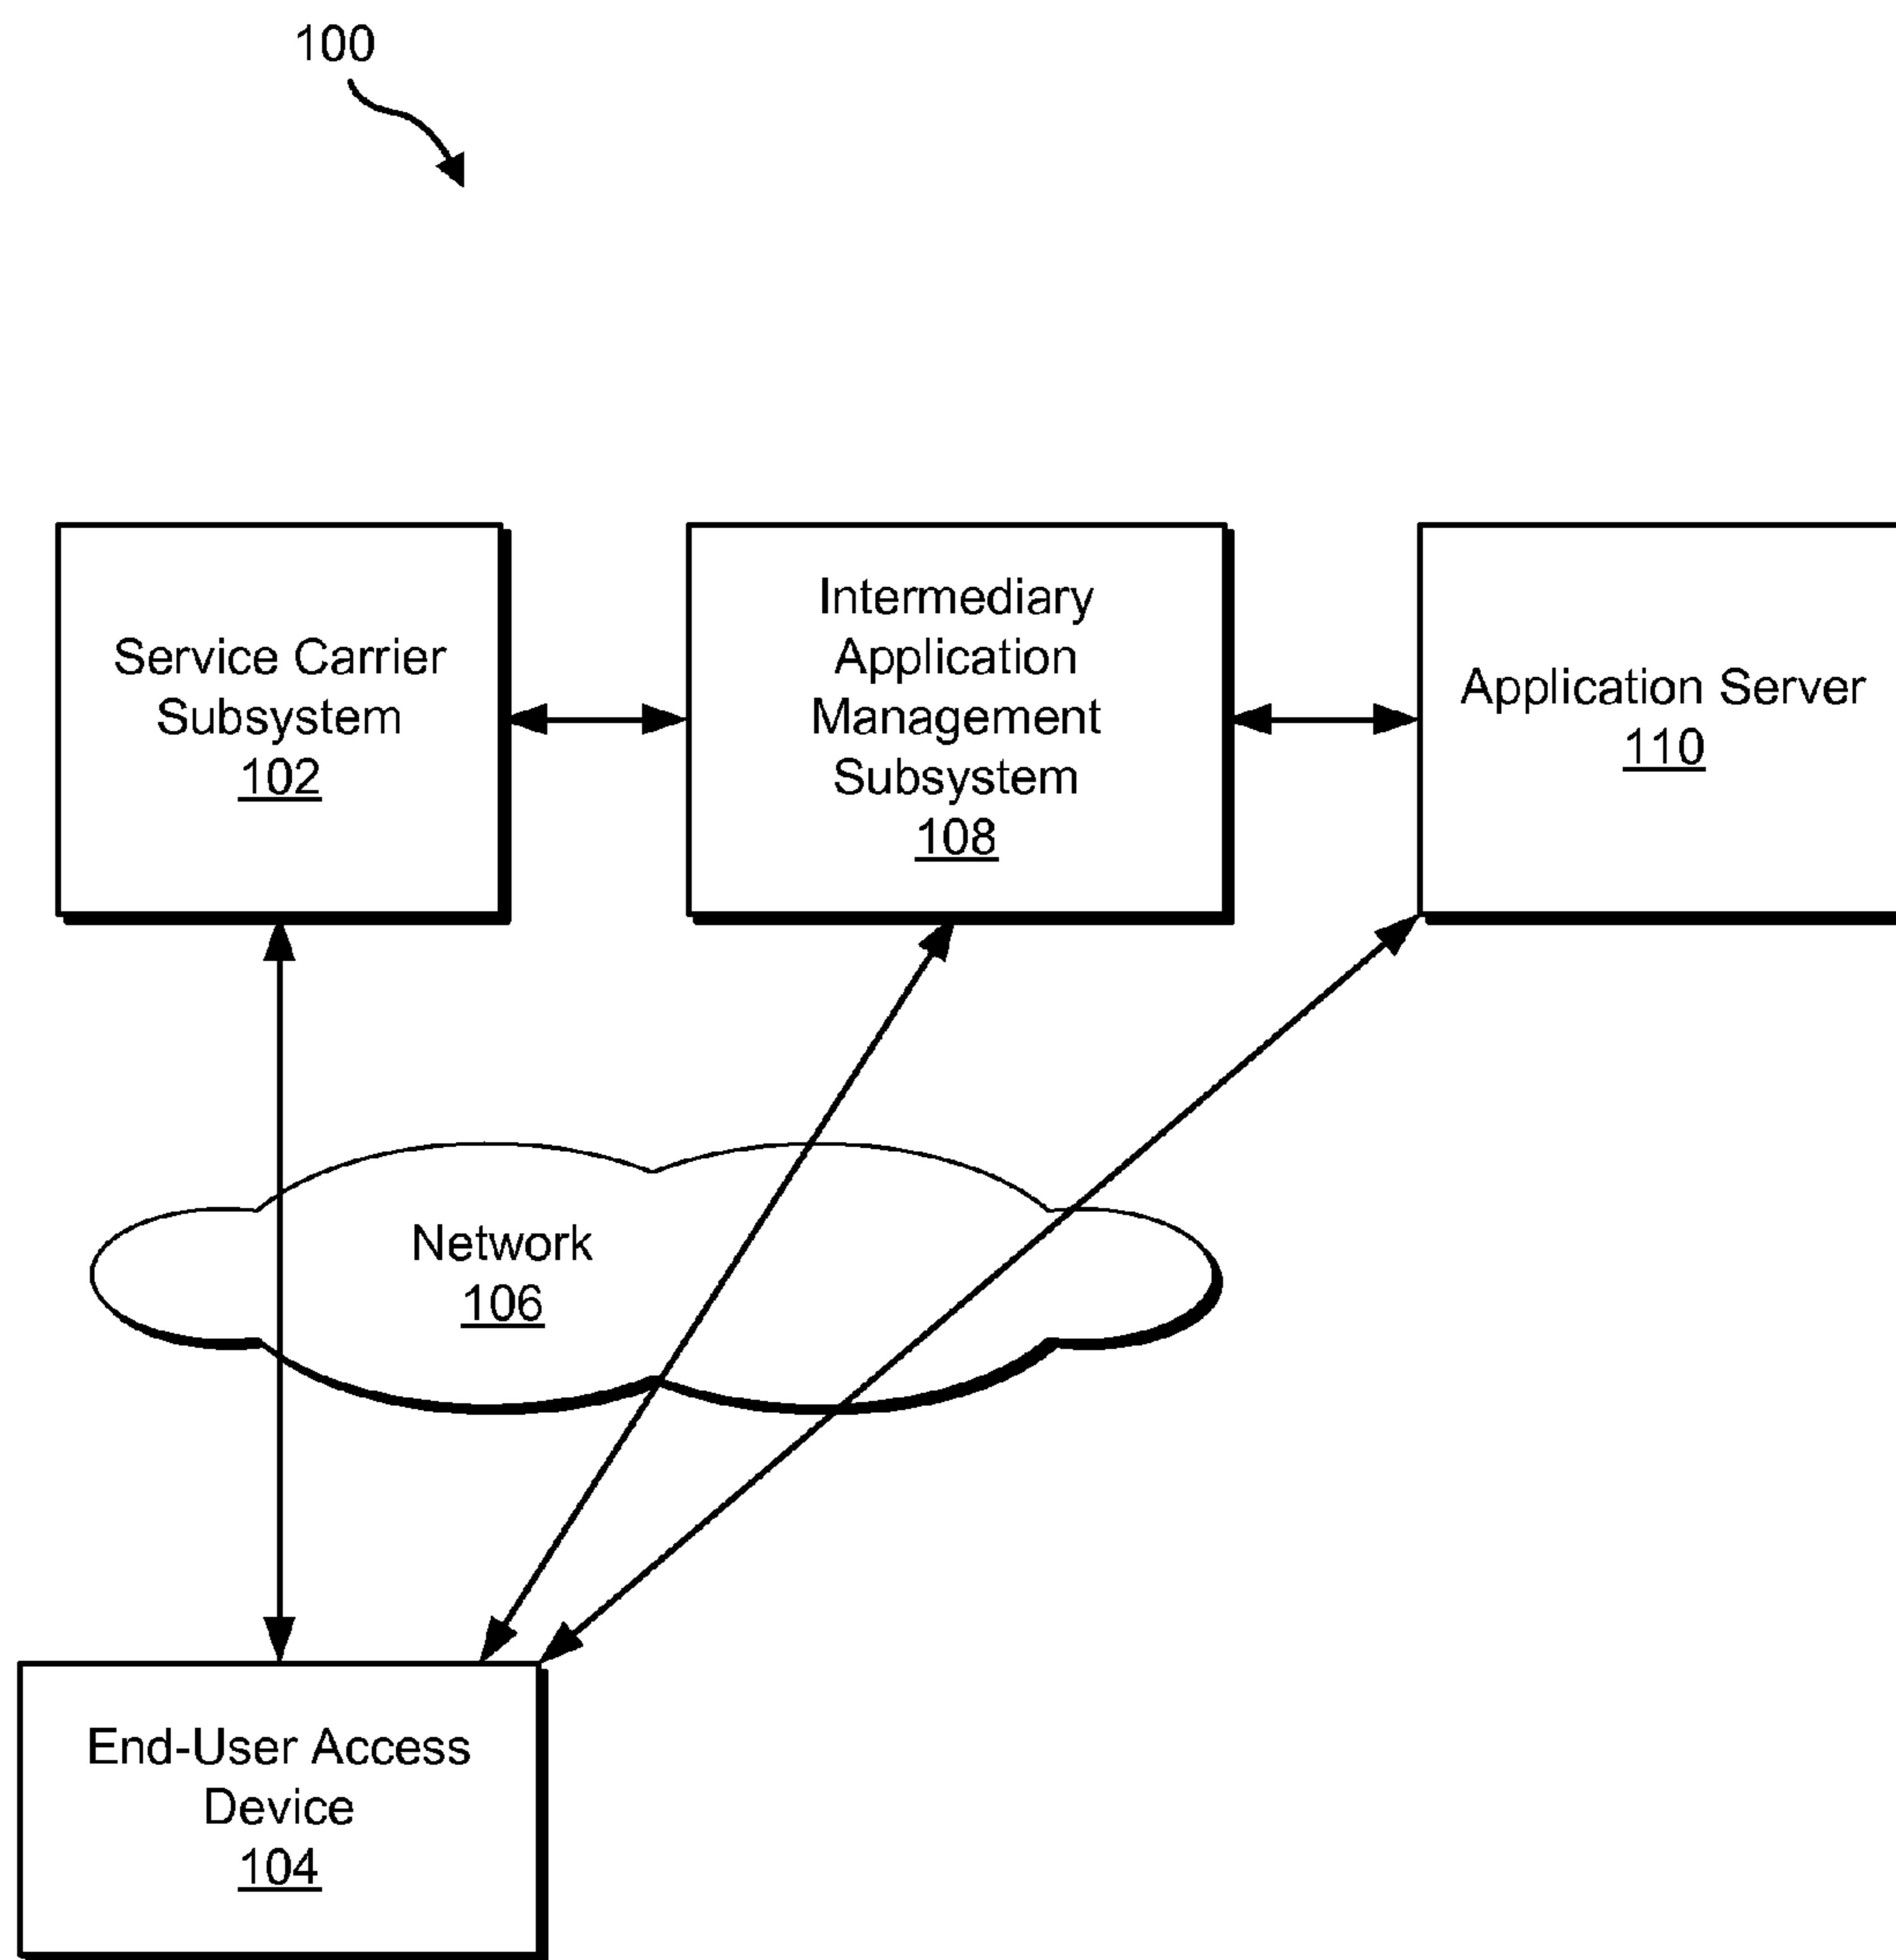 100
Service Carrier
Subsystem
102
Intermediary
Application
Management
Subsystem
108
Application Server
110
Network
106
End-User Access
Device
104